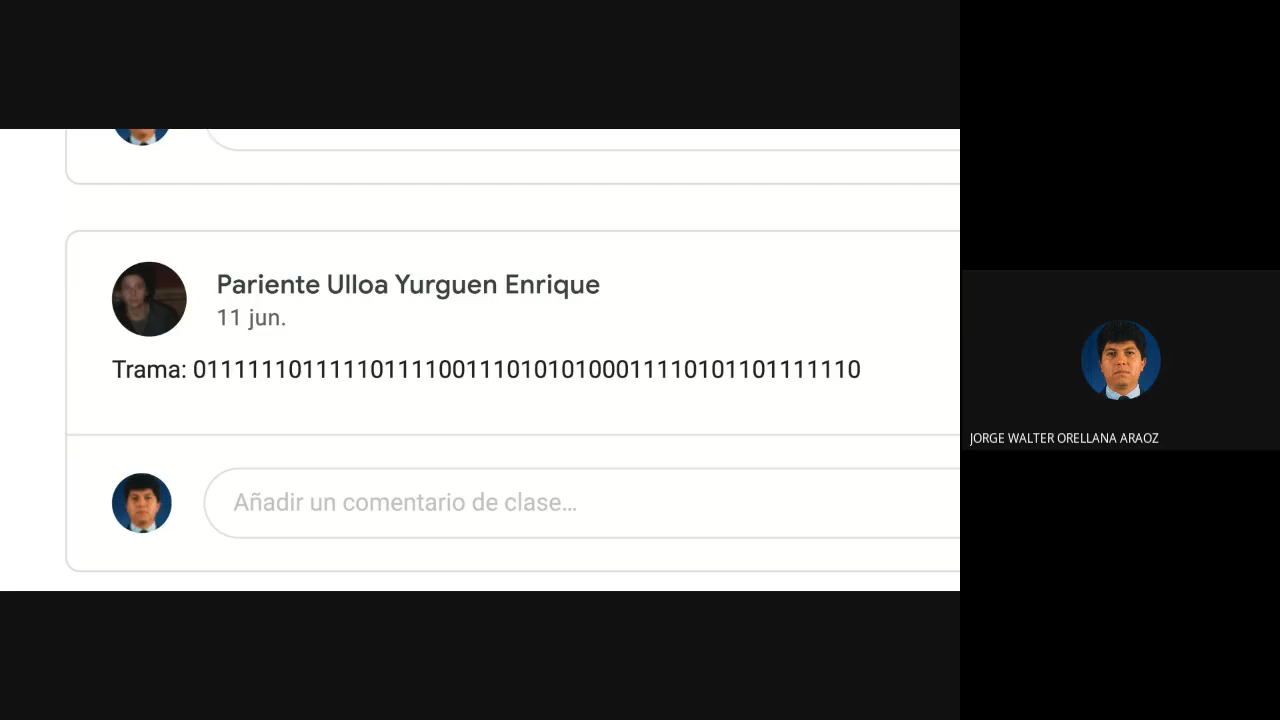 Pariente Ulloa Yurguen Enrique
11 jun.
Trama: 0111111011111011110011101010100011110101101111110
Añadir un comentario de clase...
JORGE WALTER ORELLANA ARAOZ